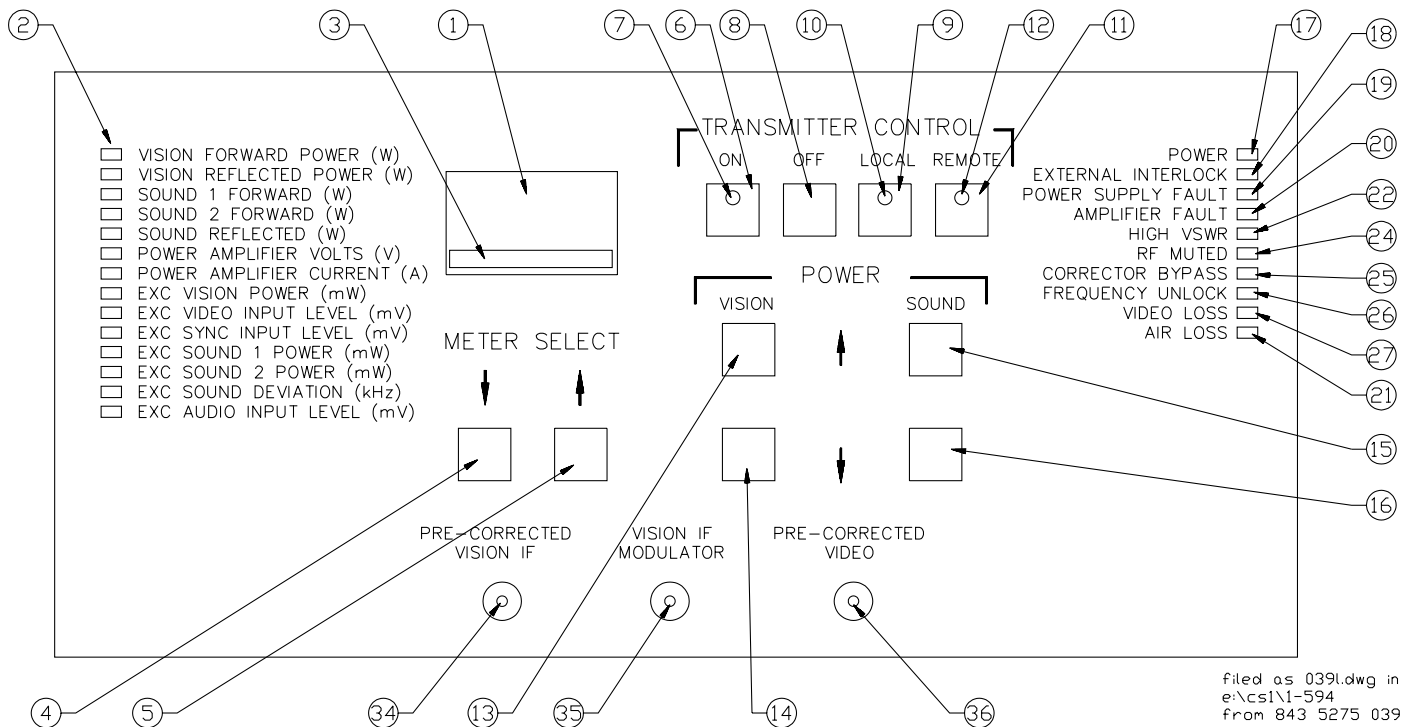 2
3
1
7
6
8
10
9
12
11
17
18
19
20
22
24
25
26
27
21
15
16
TRANSMITTER CONTROL
ON
OFF
LOCAL
REMOTE
VISION FORWARD POWER (W)
VISION REFLECTED POWER (W)
SOUND 1 FORWARD (W)
SOUND 2 FORWARD (W)
SOUND REFLECTED (W)
POWER AMPLIFIER VOLTS (V)
POWER AMPLIFIER CURRENT (A)
EXC VISION POWER (mW)
EXC VIDEO INPUT LEVEL (mV)
EXC SYNC INPUT LEVEL (mV)
EXC SOUND 1 POWER (mW)
EXC SOUND 2 POWER (mW)
EXC SOUND DEVIATION (kHz)
EXC AUDIO INPUT LEVEL (mV)
POWER
EXTERNAL INTERLOCK
POWER SUPPLY FAULT
AMPLIFIER FAULT
HIGH VSWR
RF MUTED
CORRECTOR BYPASS
FREQUENCY UNLOCK
VIDEO LOSS
AIR LOSS
POWER
VISION
SOUND
METER SELECT
PRE-CORRECTED
VISION IF
VISION IF
MODULATOR
PRE-CORRECTED
VIDEO
4
5
34
13
35
14
36
filed as 039l.dwg in
e:\cs1\1-594
from 843 5275 039